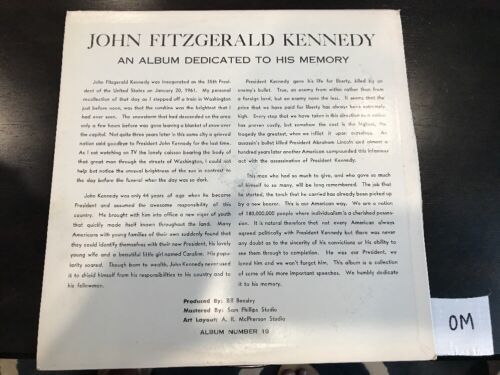 JOHN FITZGERALD KENNEDY
AN ALBUM DEDICATED TO HIS MEMORY
John Fitzgerald Kennedy was inaugurated as the 35th Presi-
dent of the United States on January 20, 1961. My personal
recollection of that day as I stepped off a train in Washington
just before noon, was that the sunshine was the brightest that I
had ever seen. The snowstorm that had descended on the area
only a few hours before was gone leaving a blanket of snow over
the capitol. Not quite three years later in this same city a grieved
nation said goodbye to President John Kennedy for the last time.
As I sat watching on TV the lonely caisson bearing the body of
that great man through the streets of Washington, I could not
help but notice the unusual brightness of the sun in contrast to
the day before the funeral when the day was so dark.
John Kennedy was only 44 years of age when he became
President and assumed the awesome responsibility of this
country. He brought with him into office a new vigor of youth
that quickly made itself known throughout the land. Many
Americans with young families of their own suddenly found that
they could identify themselves with their new President, his lovely
young wife and a beautiful little girl named Caroline. His popu-
larity soared. Though born to wealth, John Kennedy never used
it to shield himself from his responsibilities to his country and to
his fellowmen.
President Kennedy gave his life for liberty, killed by an
enemy's bullet. True, an enemy from within rather than from
a foreign land, but an enemy none the less. It seems that the
price that we have paid for liberty has always been extremely
high. Every step that we have taken in this direction as a nation
has proven costly, but somehow the cost is the highest, the
tragedy the greatest, when we inflict it upon ourselves. An
assassin's bullet killed President Abraham Lincoln and almost a
hundred years later another American compounded this infamous
act with the assassination of President Kennedy.
This man who had so much to give, and who gave so much
of himself to so many, will be long remembered. The job that
he started, the torch that he carried has already been picked up
by a new bearer. This is our American way. We are a nation
of 180,000,000 people where individualism is a cherished posses-
sion. It is natural therefore that not every American always
agreed politically with President Kennedy but there was never
any doubt as to the sincerity of his convictions or his ability to
see them through to completion. He was our President, we
loved him and we won't forget him. This album is a collection
of some of his more important speeches. We humbly dedicate
it to his memory.
Produced By: Bill Beasley
Mastered By: Sam Phillips Studio
Art Layout: A. R. McPherson Studio
ALBUM NUMBER 19
OM